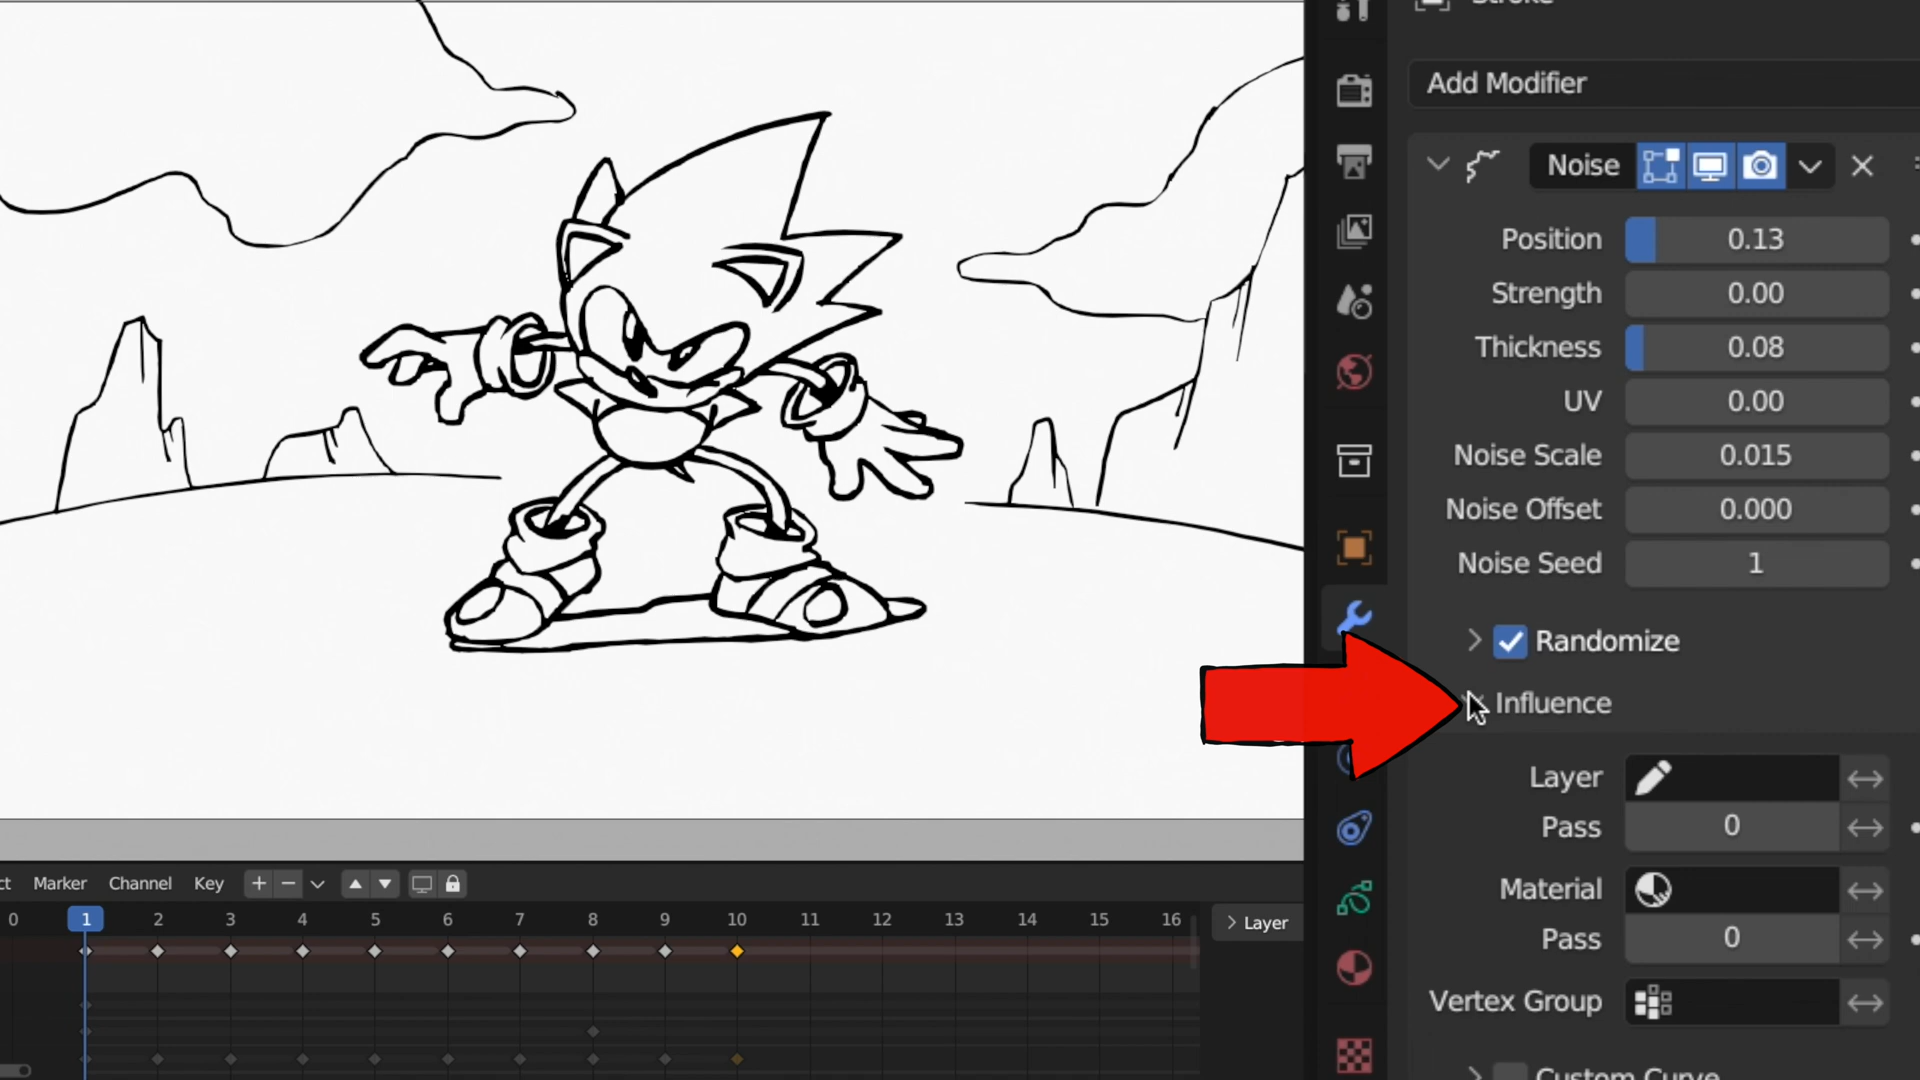 Stroke
Add Modifier
Noise
Position 0.13
Strength 0.00
Thickness 0.08
UV 0.00
Noise Scale 0.015
Noise Offset 0.000
Noise Seed 1
Randomize
Influence
Layer
Pass 0
Material
Pass 0
Vertex Group
Custom Curve
ct Marker Channel Key
0 1 2 3 4 5 6 7 8 9 10 11 12 13 14 15 16
Layer